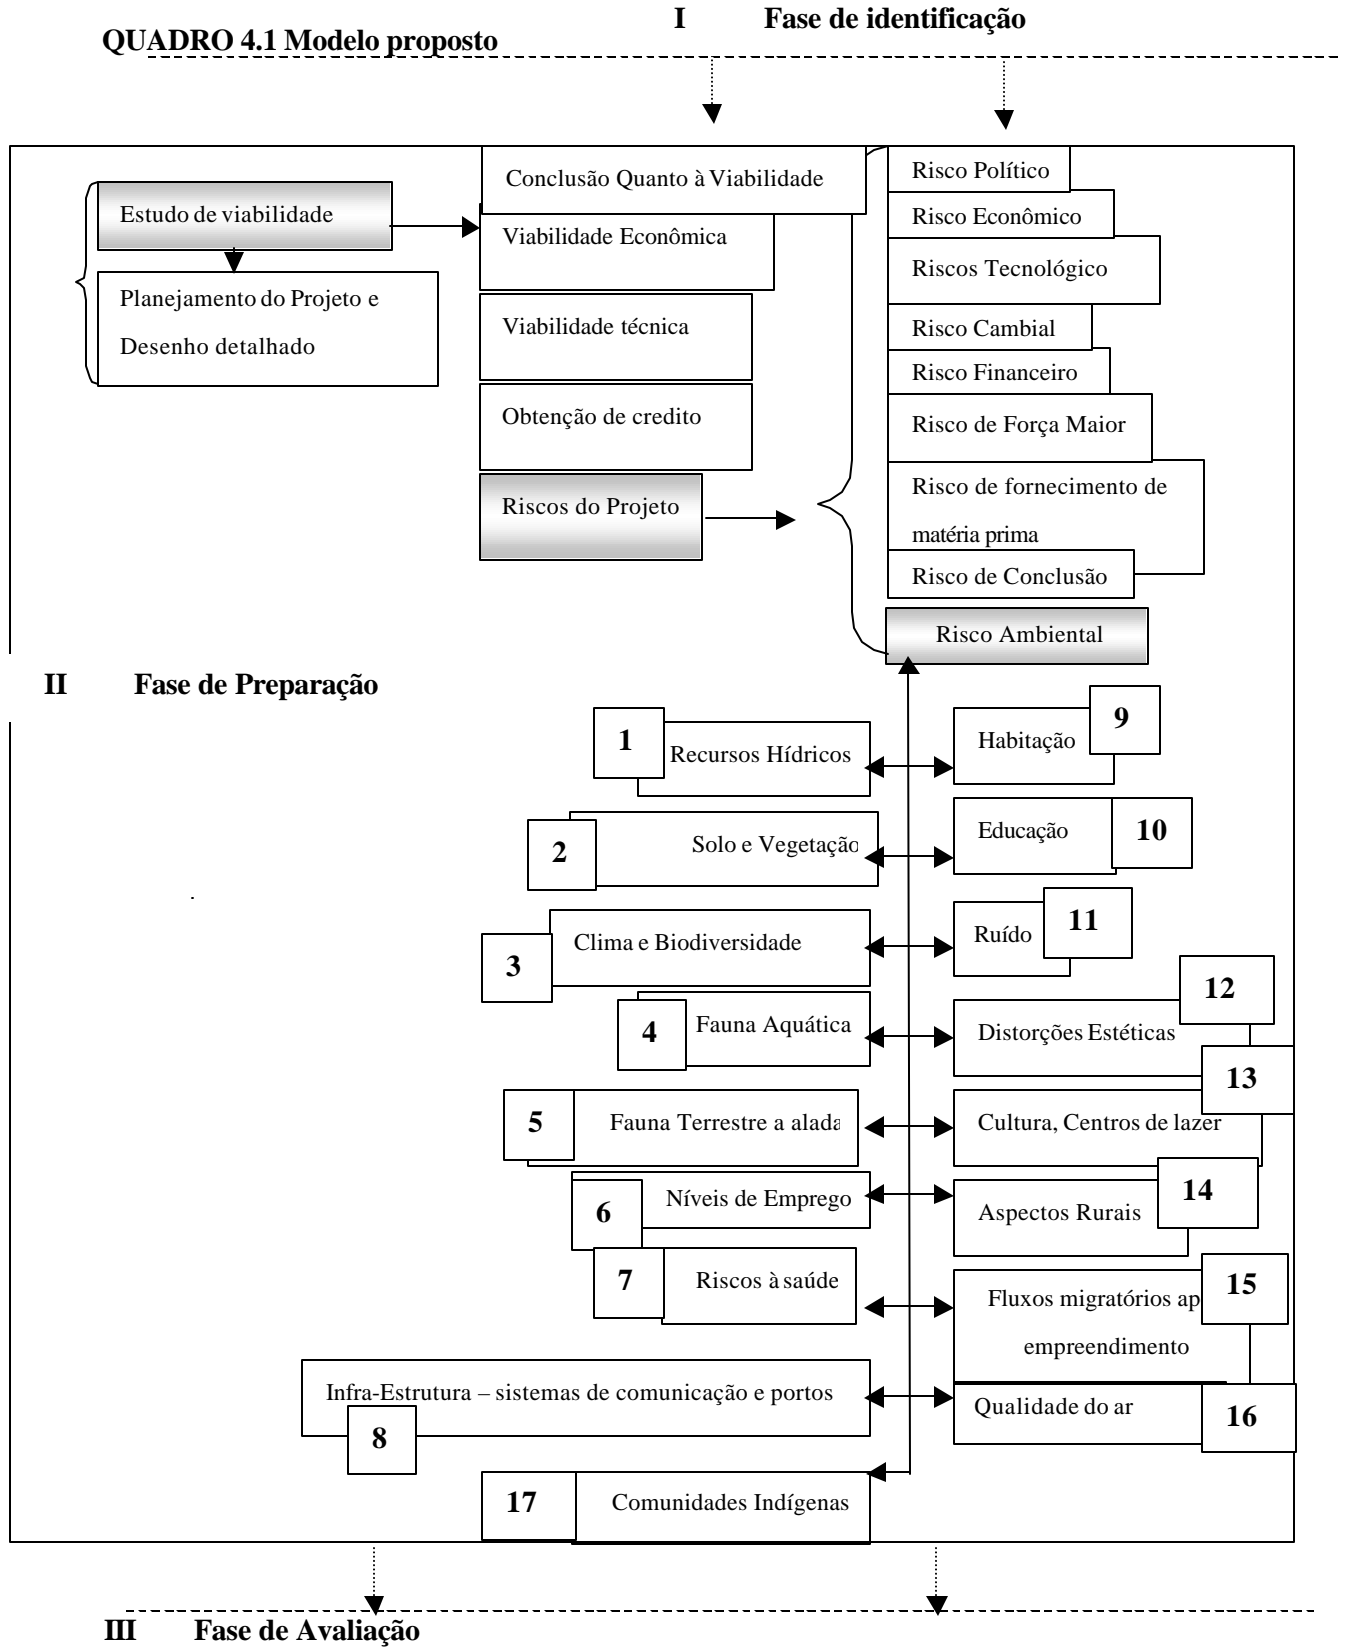 I Fase de identificação
QUADRO 4.1 Modelo proposto
Conclusão Quanto à Viabilidade
Risco Político
Estudo de viabilidade
Viabilidade Econômica
Risco Econômico
Riscos Tecnológico
Planejamento do Projeto e
Desenho detalhado
Viabilidade técnica
Risco Cambial
Risco Financeiro
Obtenção de credito
Risco de Força Maior
Riscos do Projeto
Risco de fornecimento de
matéria prima
Risco de Conclusão
Risco Ambiental
II Fase de Preparação
1 Recursos Hídricos
Habitação 9
2 Solo e Vegetação
Educação 10
3 Clima e Biodiversidade
Ruído 11
4 Fauna Aquática
Distorções Estéticas 12
5 Fauna Terrestre a alada
Cultura, Centros de lazer 13
6 Níveis de Emprego
Aspectos Rurais 14
7 Riscos à saúde
Fluxos migratórios ap 15
empreendimento
Infra-Estrutura – sistemas de comunicação e portos
8
Qualidade do ar 16
17 Comunidades Indígenas
III Fase de Avaliação